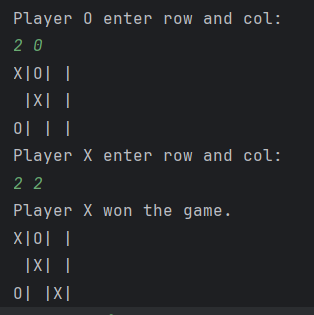 Player O enter row and col:
2 0
X|O| |
 |X| |
O| | |
Player X enter row and col:
2 2
Player X won the game.
X|O| |
 |X| |
O| |X|